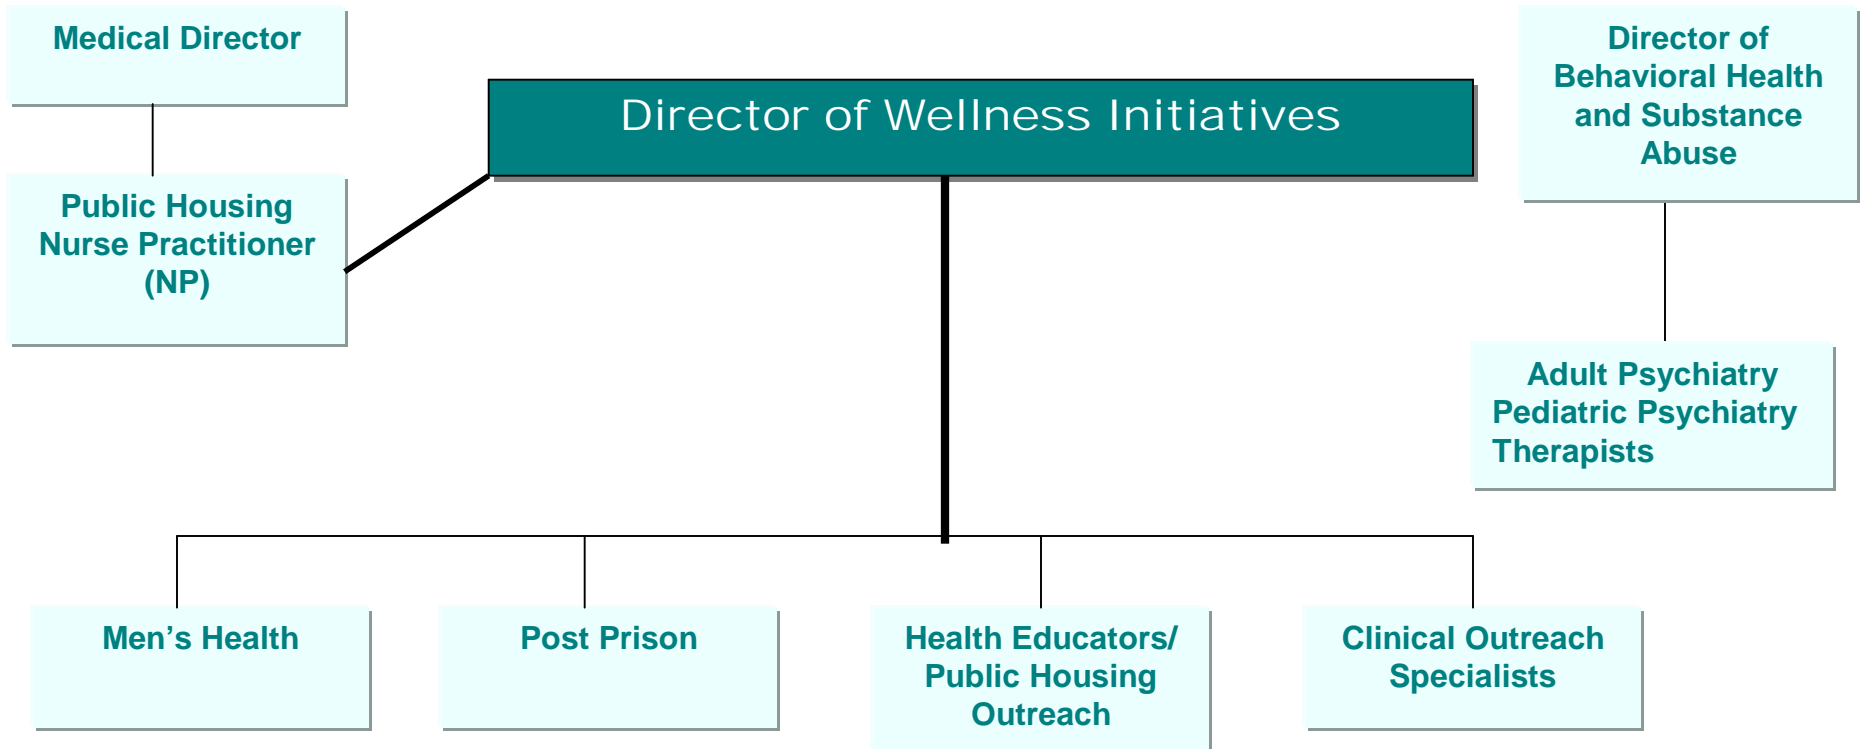 Medical Director
Director of Wellness Initiatives
Director of
Behavioral Health
and Substance
Abuse
Public Housing
Nurse Practitioner
(NP)
Adult Psychiatry
Pediatric Psychiatry
Therapists
Men’s Health
Post Prison
Health Educators/
Public Housing
Outreach
Clinical Outreach
Specialists